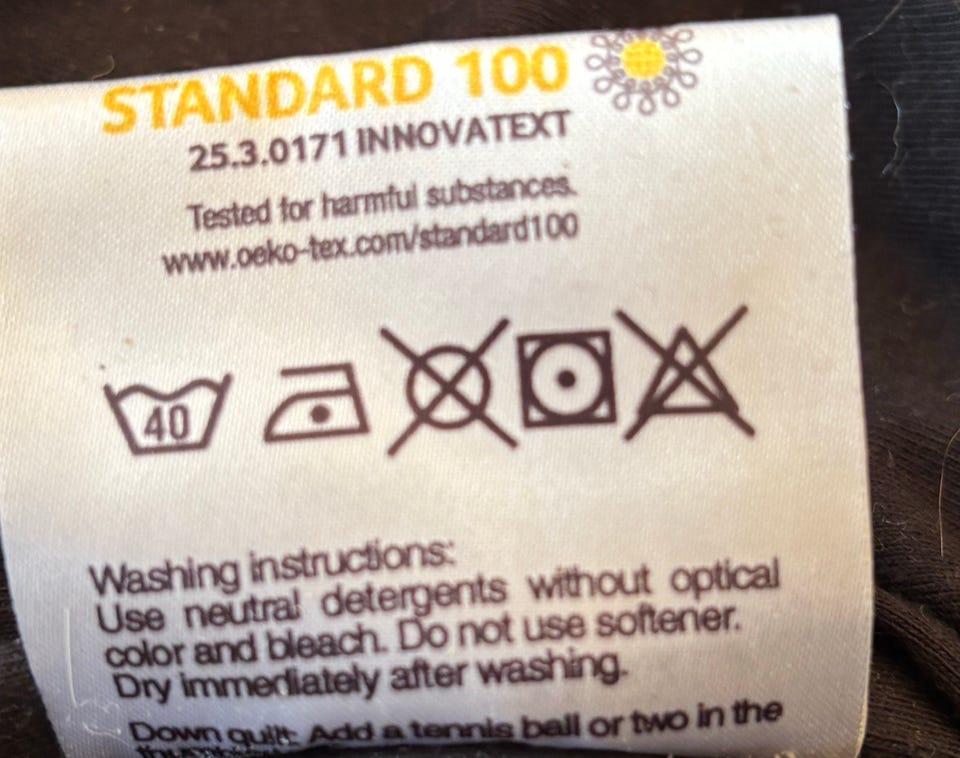 STANDARD 100
25.3.0171 INNOVATEXT
Tested for harmful substances.
www.oeko-tex.com/standard100
40
Washing instructions:
Use neutral detergents without optical
color and bleach. Do not use softener.
Dry immediately after washing.
Down quilt: Add a tennis ball or two in the